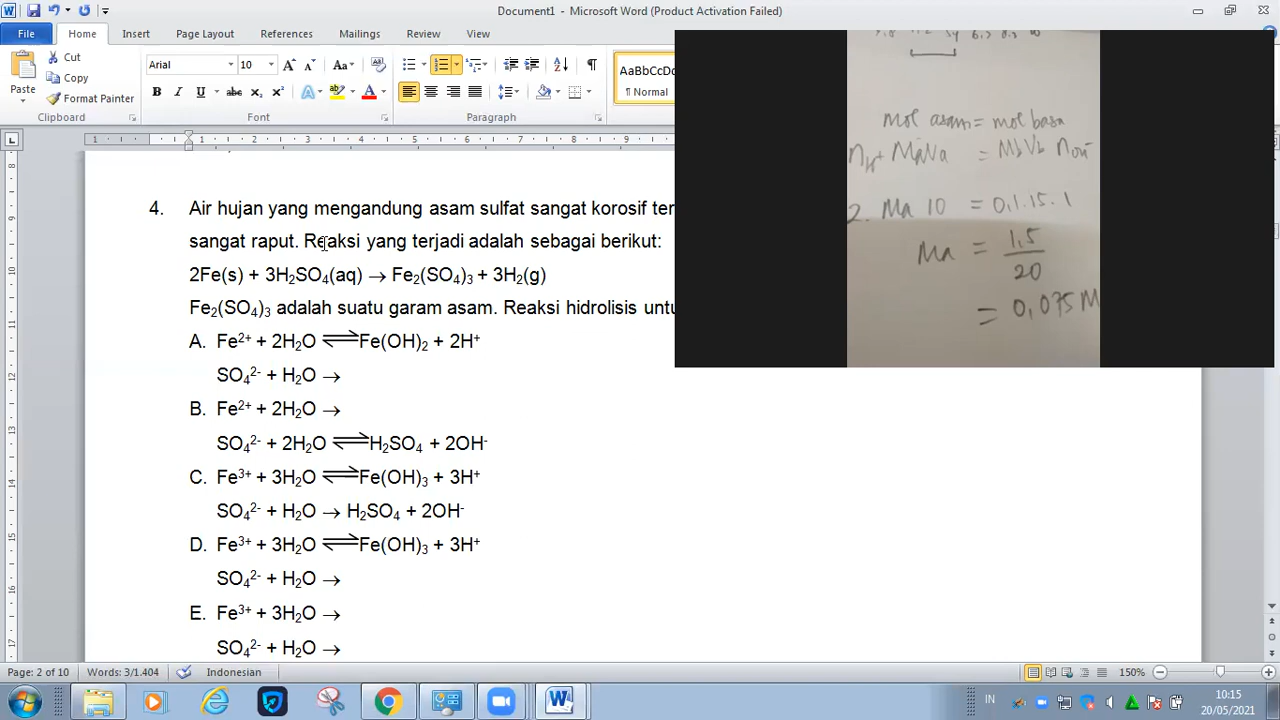 Document1 - Microsoft Word (Product Activation Failed)
File Home Insert Page Layout References Mailings Review View
Cut
Copy
Format Painter
Paste
Clipboard
Arial 10
Font
Paragraph
AaBbCcDd
¶ Normal
mol asam = mol basa
nH+ MaVa = MbVb nOH-
2. Ma 10 = 0,1.15.1
Ma = 1,5
20
= 0,075 M
4. Air hujan yang mengandung asam sulfat sangat korosif ter
sangat raput. Reaksi yang terjadi adalah sebagai berikut:
2Fe(s) + 3H₂SO₄(aq) → Fe₂(SO₄)₃ + 3H₂(g)
Fe₂(SO₄)₃ adalah suatu garam asam. Reaksi hidrolisis untu
A. Fe²⁺ + 2H₂O ⇌ Fe(OH)₂ + 2H⁺
SO₄²⁻ + H₂O →
B. Fe²⁺ + 2H₂O →
SO₄²⁻ + 2H₂O ⇌ H₂SO₄ + 2OH⁻
C. Fe³⁺ + 3H₂O ⇌ Fe(OH)₃ + 3H⁺
SO₄²⁻ + H₂O → H₂SO₄ + 2OH⁻
D. Fe³⁺ + 3H₂O ⇌ Fe(OH)₃ + 3H⁺
SO₄²⁻ + H₂O →
E. Fe³⁺ + 3H₂O →
SO₄²⁻ + H₂O →
Page: 2 of 10 Words: 3/1.404 Indonesian 150%
IN 10:15
20/05/2021